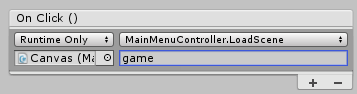 On Click ()
Runtime Only MainMenuController.LoadScene
Canvas (Ma game
+ -